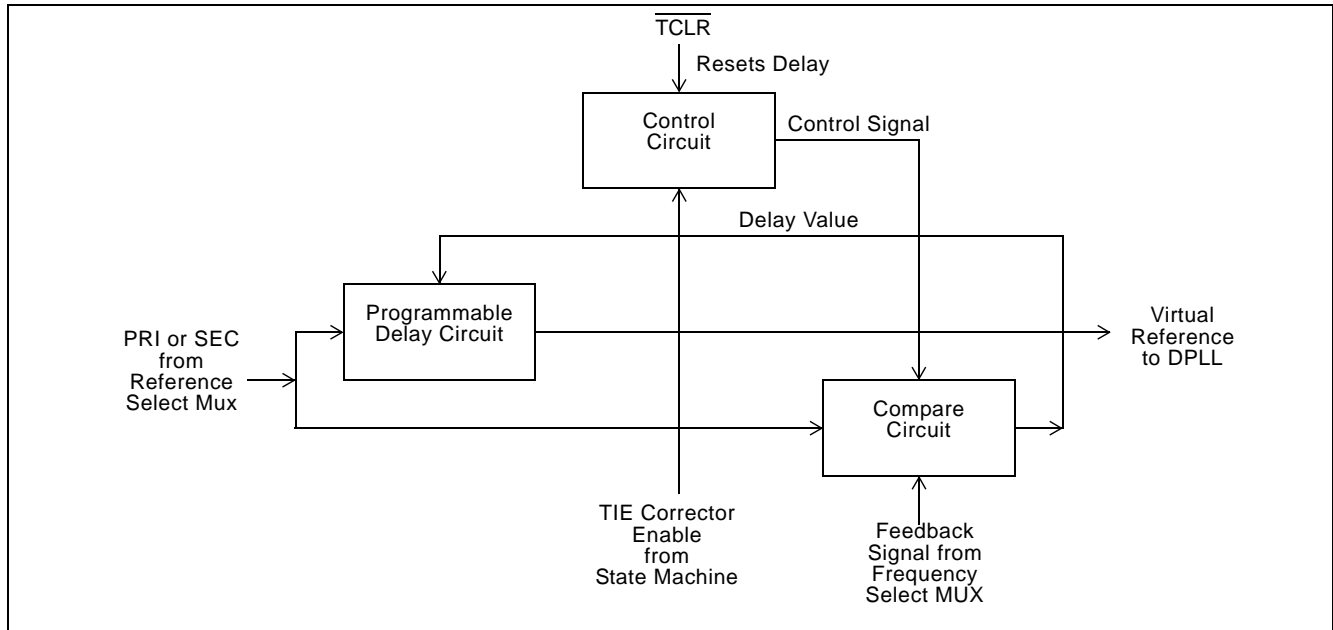 TCLR
Resets Delay
Control
Circuit
Control Signal
Delay Value
Programmable
Delay Circuit
PRI or SEC
from
Reference
Select Mux
Virtual
Reference
to DPLL
Compare
Circuit
TIE Corrector
Enable
from
State Machine
Feedback
Signal from
Frequency
Select MUX